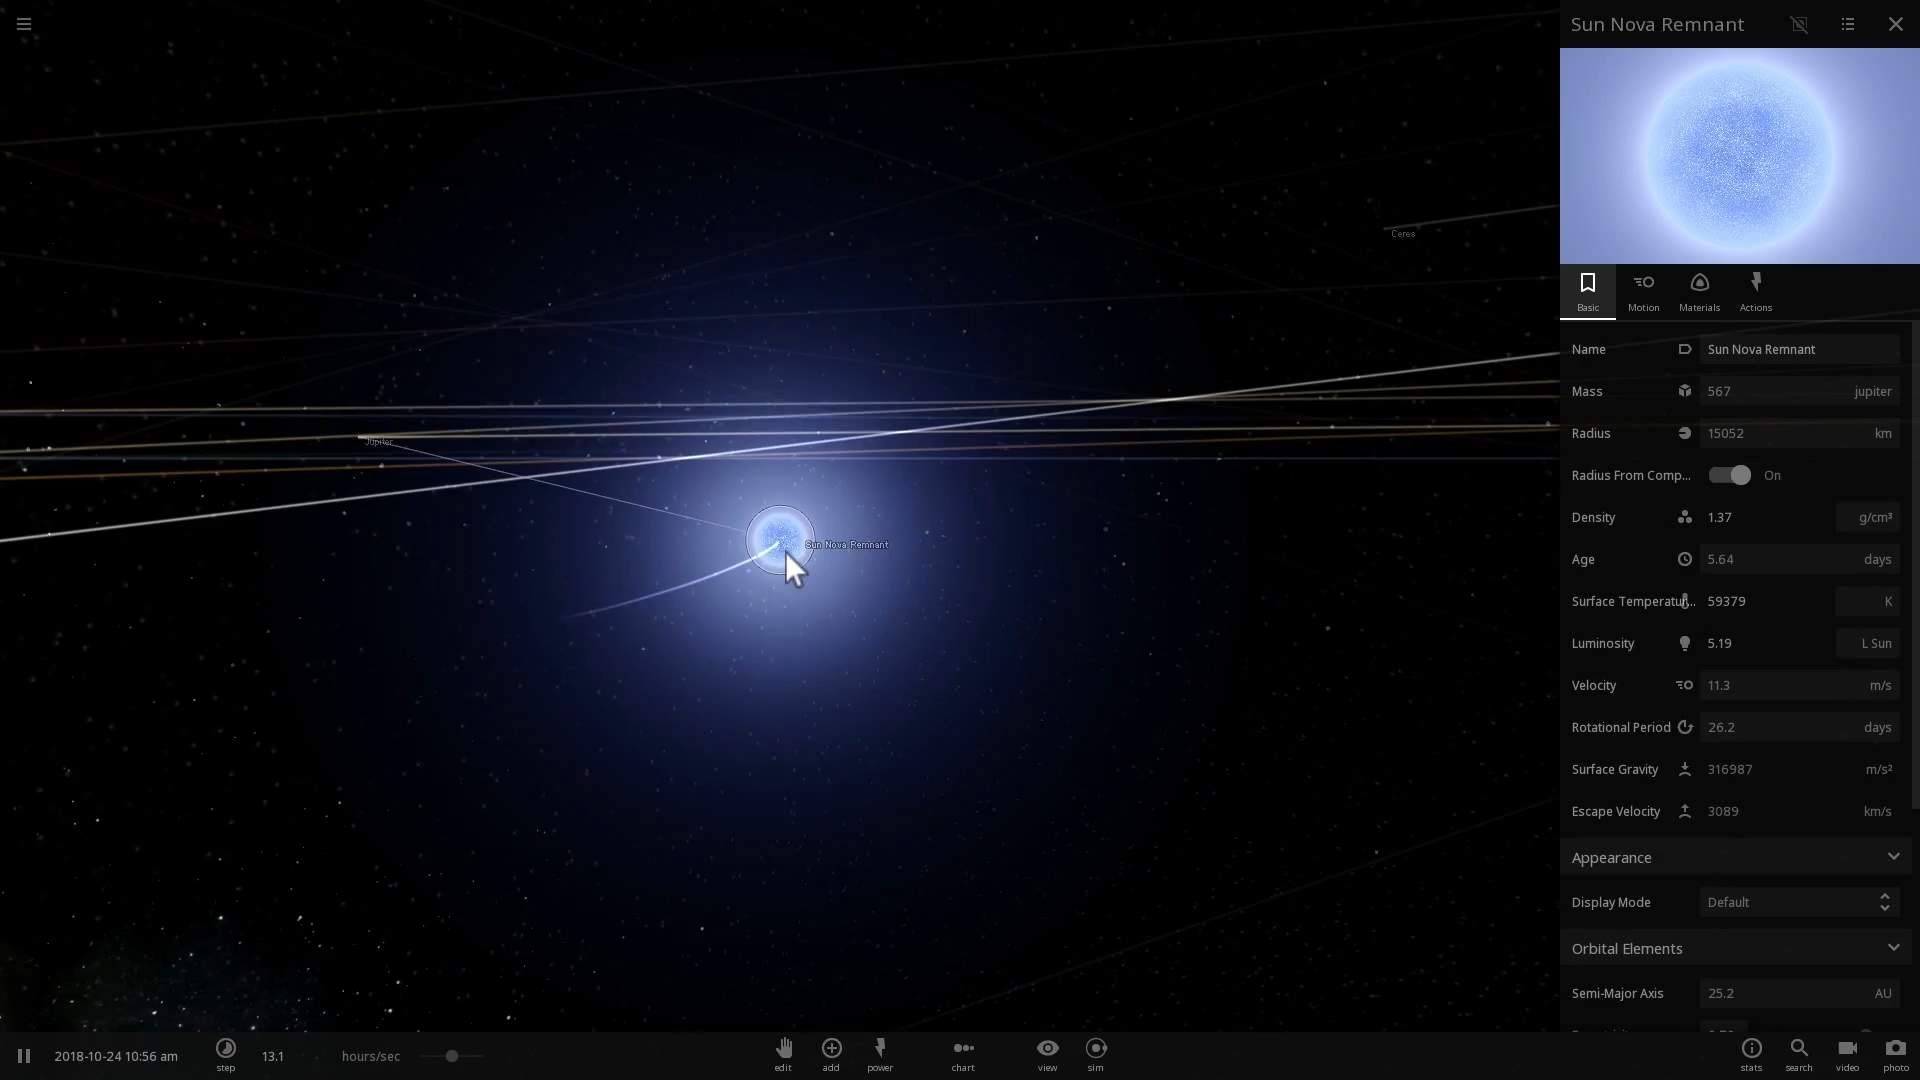 Sun Nova Remnant
Ceres
Jupiter
Sun Nova Remnant
Basic
Motion
Materials
Actions
Name
Sun Nova Remnant
Mass
567
jupiter
Radius
15052
km
Radius From Comp...
On
Density
1.37
g/cm³
Age
5.64
days
Surface Temperatur...
59379
K
Luminosity
5.19
L Sun
Velocity
11.3
m/s
Rotational Period
26.2
days
Surface Gravity
316987
m/s²
Escape Velocity
3089
km/s
Appearance
Display Mode
Default
Orbital Elements
Semi-Major Axis
25.2
AU
2018-10-24 10:56 am
step
13.1
hours/sec
edit
add
power
chart
view
sim
stats
search
video
photo